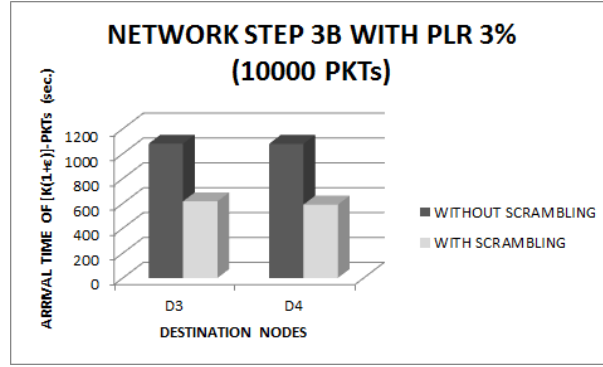 NETWORK STEP 3B WITH PLR 3%
(10000 PKTs)
ARRIVAL TIME OF [K(1+ε)]-PKTs (sec.)
1200
1000
800
600
400
200
0
D3
D4
DESTINATION NODES
WITHOUT SCRAMBLING
WITH SCRAMBLING